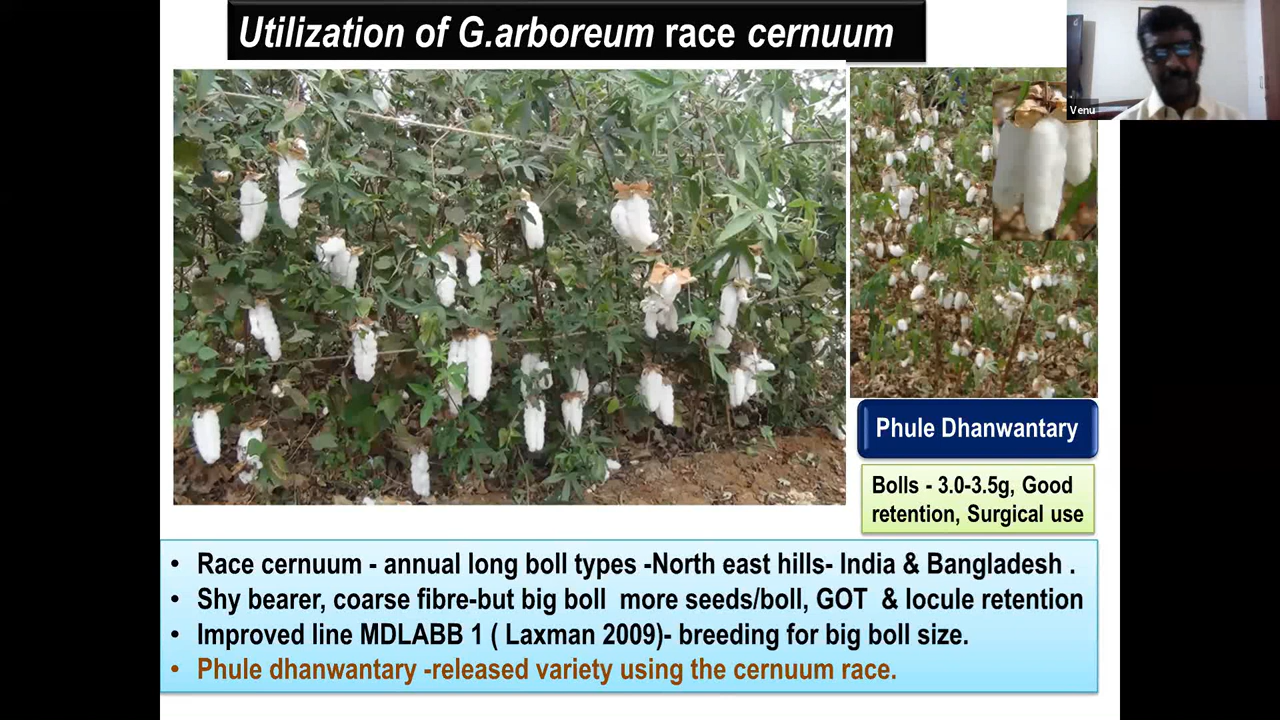 Utilization of G.arboreum race cernuum
Venu
Phule Dhanwantary
Bolls - 3.0-3.5g, Good
retention, Surgical use
• Race cernuum - annual long boll types -North east hills- India & Bangladesh .
• Shy bearer, coarse fibre-but big boll more seeds/boll, GOT & locule retention
• Improved line MDLABB 1 ( Laxman 2009)- breeding for big boll size.
• Phule dhanwantary -released variety using the cernuum race.